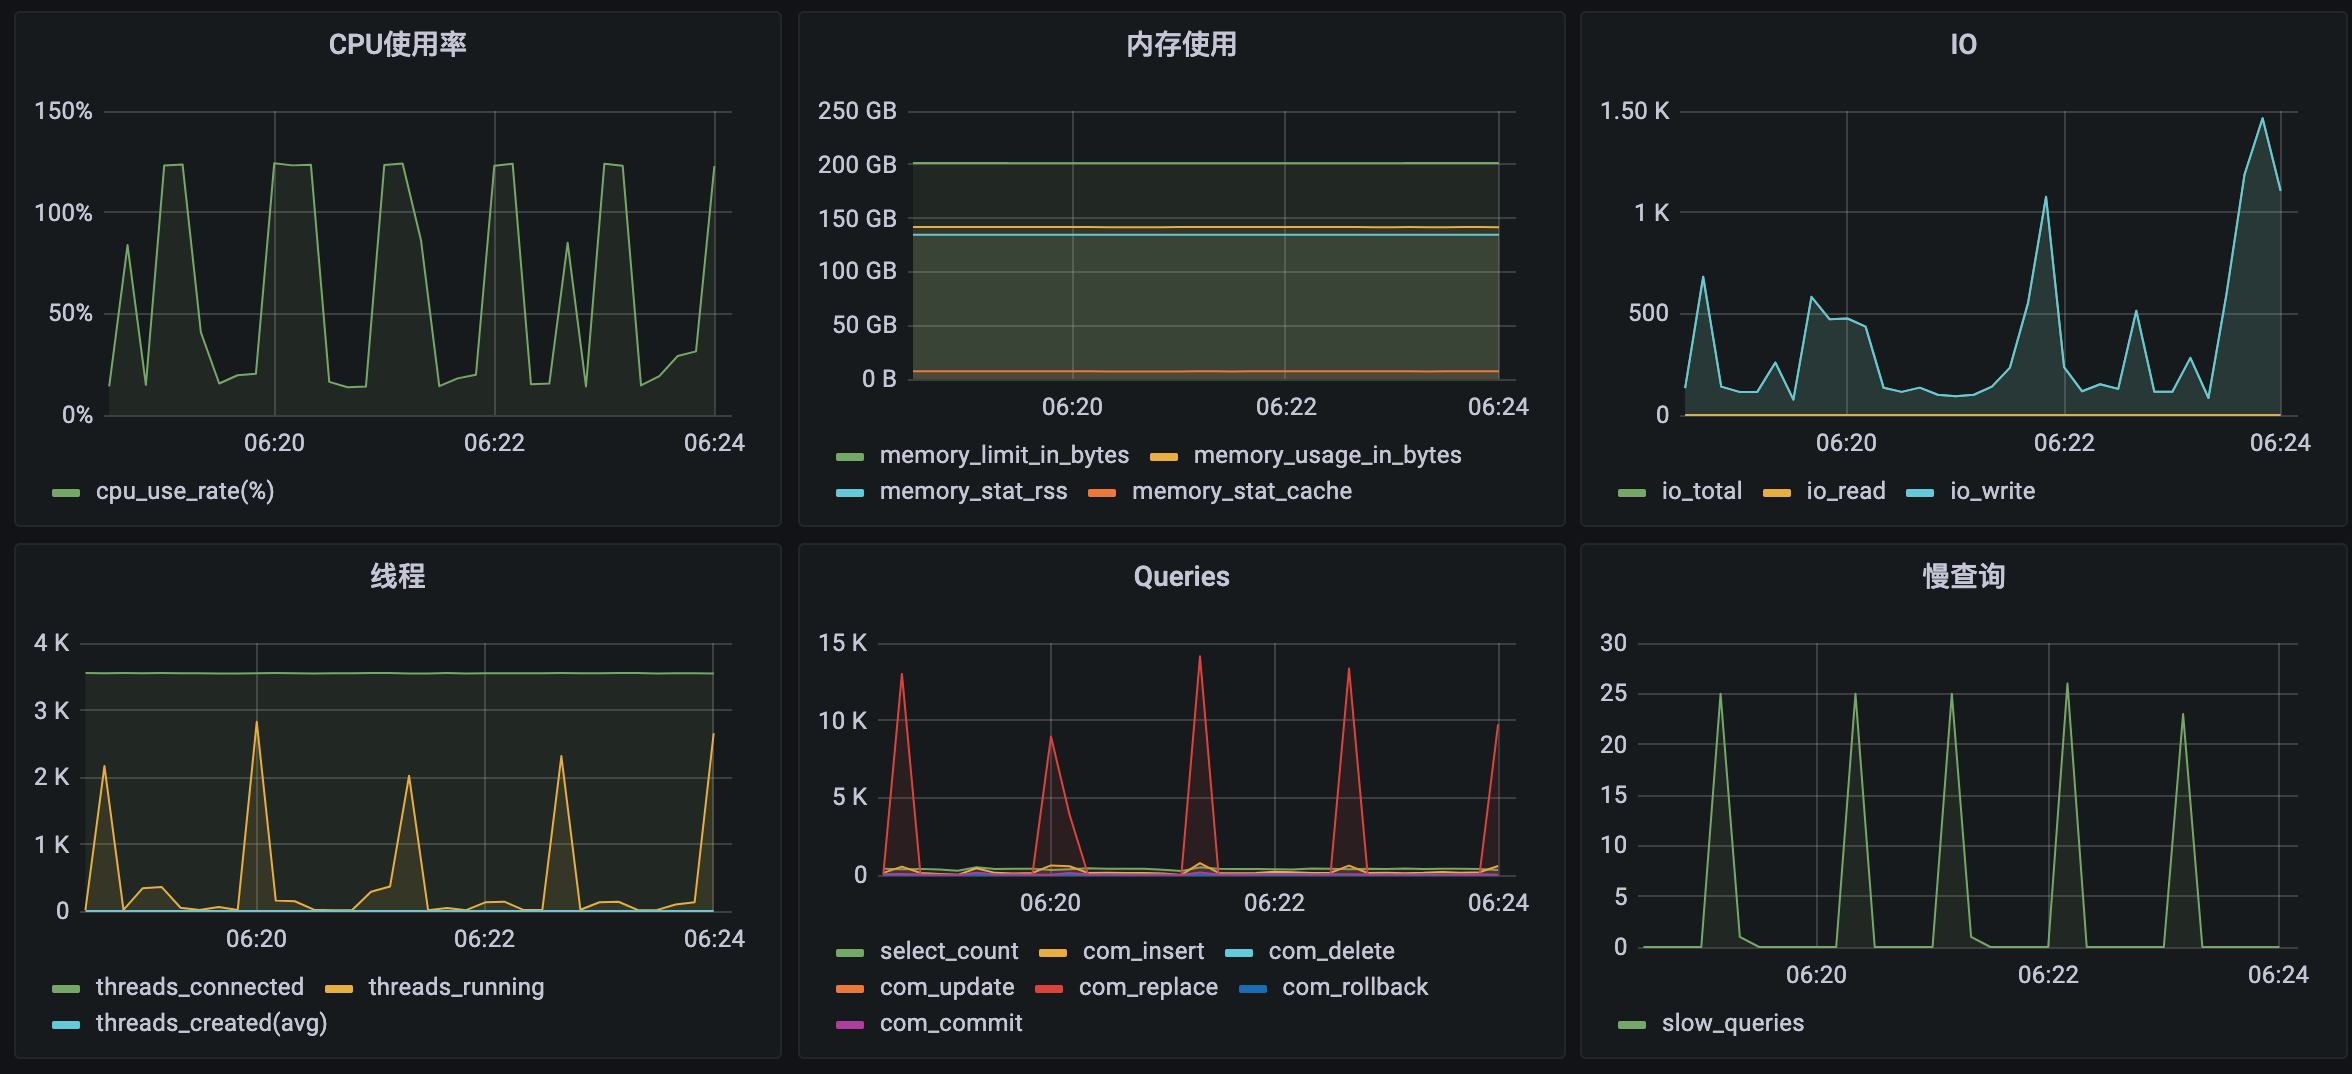 CPU使用率
150%
100%
50%
0%
06:20 06:22 06:24
cpu_use_rate(%)
内存使用
250 GB
200 GB
150 GB
100 GB
50 GB
0 B
06:20 06:22 06:24
memory_limit_in_bytes memory_usage_in_bytes
memory_stat_rss memory_stat_cache
IO
1.50 K
1 K
500
0
06:20 06:22 06:24
io_total io_read io_write
线程
4 K
3 K
2 K
1 K
0
06:20 06:22 06:24
threads_connected threads_running
threads_created(avg)
Queries
15 K
10 K
5 K
0
06:20 06:22 06:24
select_count com_insert com_delete
com_update com_replace com_rollback
com_commit
慢查询
30
25
20
15
10
5
0
06:20 06:22 06:24
slow_queries